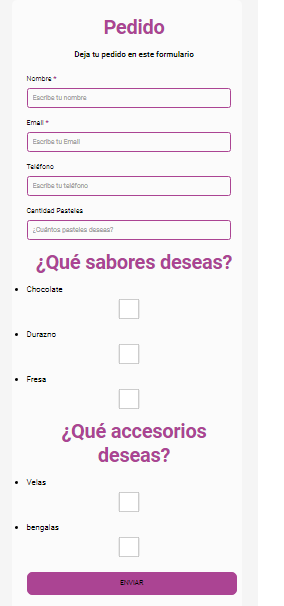 Pedido
Deja tu pedido en este formulario
Nombre *
Escribe tu nombre
Email *
Escribe tu Email
Teléfono
Escribe tu teléfono
Cantidad Pasteles
¿Cuántos pasteles deseas?
¿Qué sabores deseas?
Chocolate
Durazno
Fresa
¿Qué accesorios
deseas?
Velas
bengalas
ENVIAR